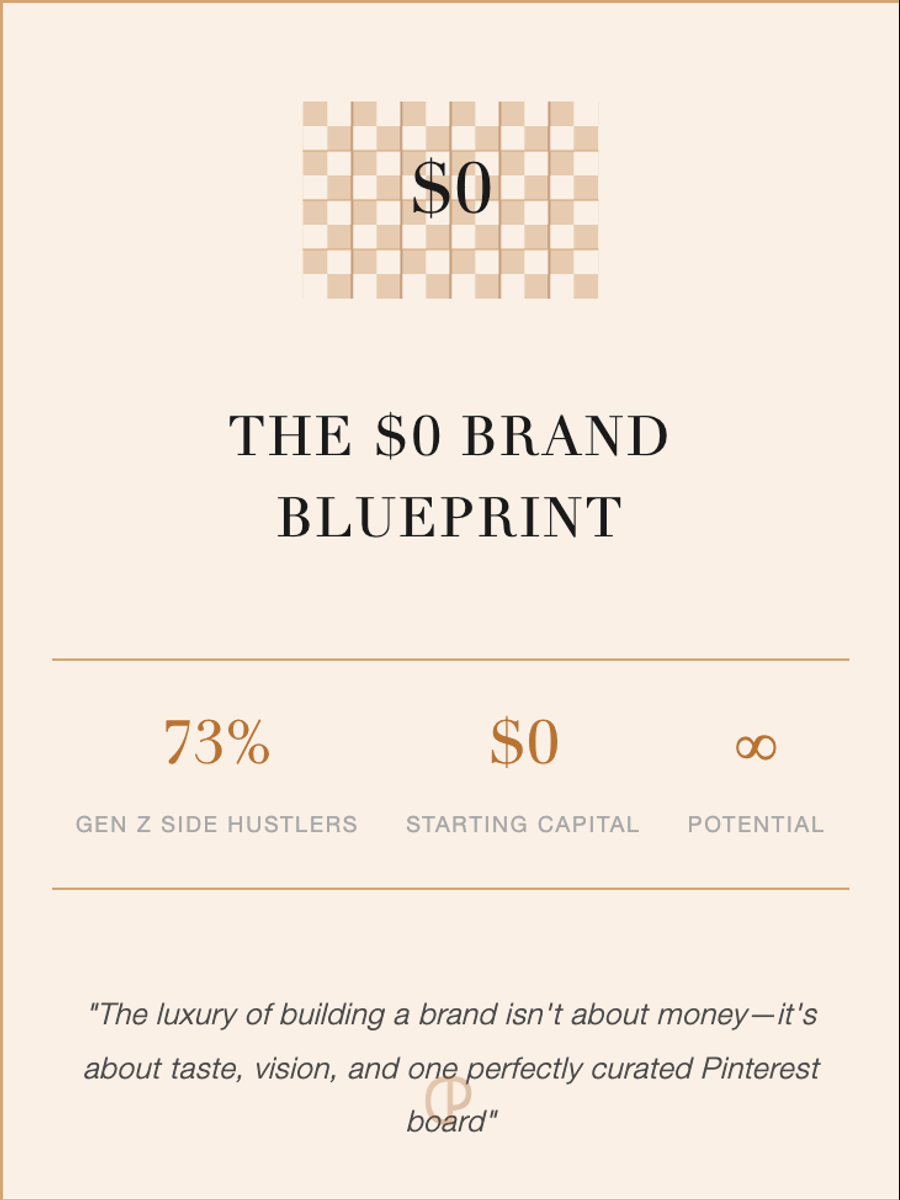 $0
THE $0 BRAND
BLUEPRINT
73%
$0
∞
GEN Z SIDE HUSTLERS
STARTING CAPITAL
POTENTIAL
"The luxury of building a brand isn't about money—it's
about taste, vision, and one perfectly curated Pinterest
board"